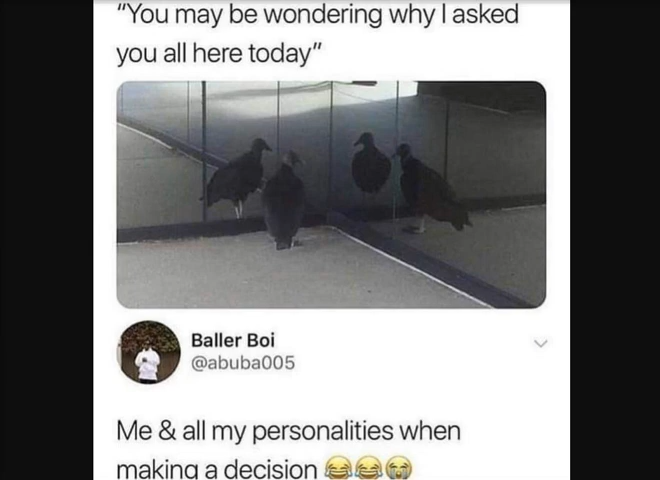 "You may be wondering why I asked
you all here today"
Baller Boi
@abuba005
Me & all my personalities when
making a decision 😂😂😭